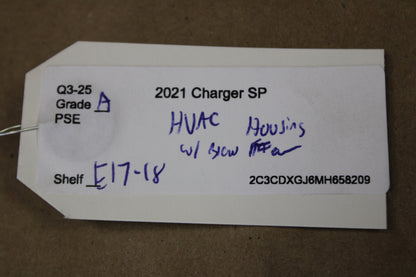 Q3-25
2021 Charger SP
Grade A
PSE
HVAC Housing
w/ Blow
Shelf E17-18
2C3CDXGJ6MH658209